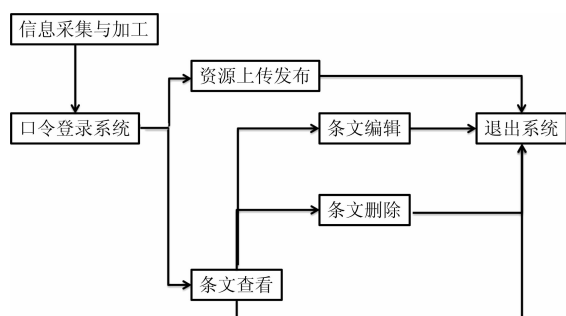 信息采集与加工
资源上传发布
口令登录系统
条文编辑
退出系统
条文删除
条文查看